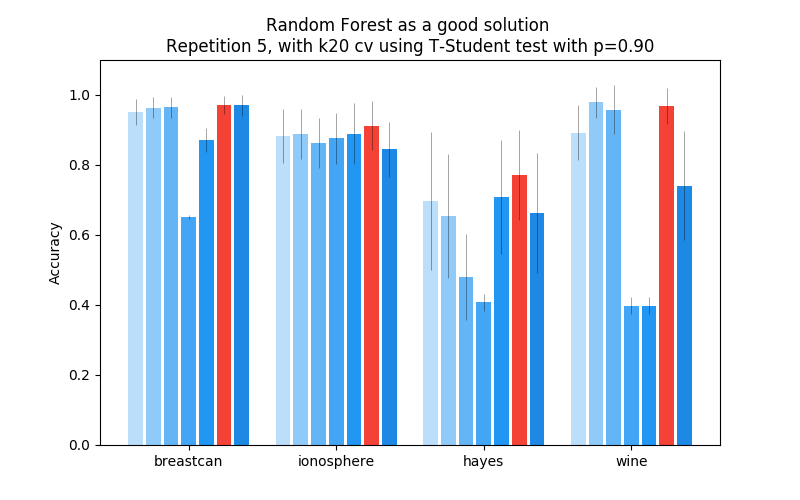 Random Forest as a good solution
Repetition 5, with k20 cv using T-Student test with p=0.90
1.0
0.8
0.6
0.4
0.2
0.0
Accuracy
breastcan ionosphere hayes wine